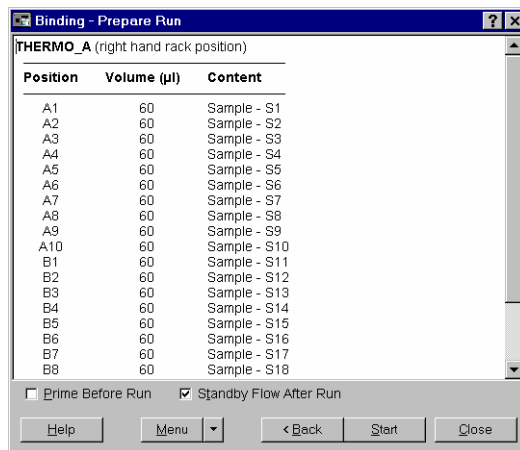 Binding - Prepare Run
THERMO_A (right hand rack position)
Position Volume (µl) Content
A1 60 Sample - S1
A2 60 Sample - S2
A3 60 Sample - S3
A4 60 Sample - S4
A5 60 Sample - S5
A6 60 Sample - S6
A7 60 Sample - S7
A8 60 Sample - S8
A9 60 Sample - S9
A10 60 Sample - S10
B1 60 Sample - S11
B2 60 Sample - S12
B3 60 Sample - S13
B4 60 Sample - S14
B5 60 Sample - S15
B6 60 Sample - S16
B7 60 Sample - S17
B8 60 Sample - S18
Prime Before Run Standby Flow After Run
Help Menu < Back Start Close